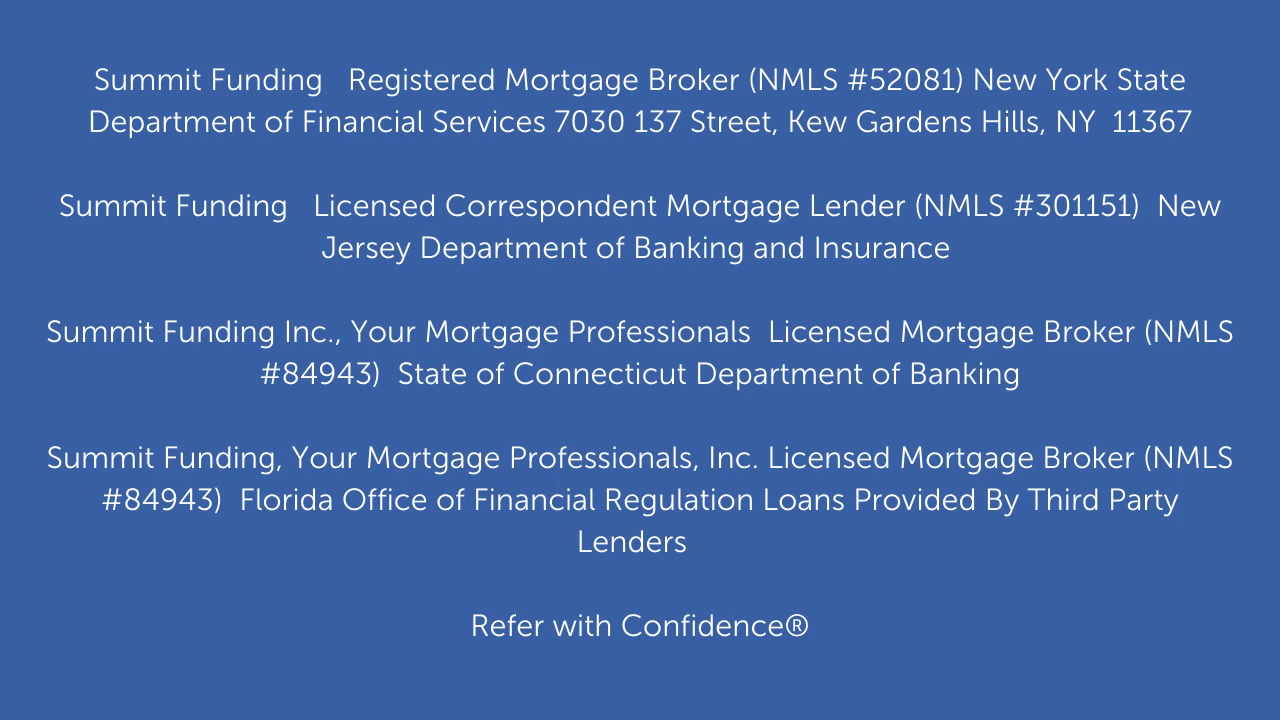 Summit Funding   Registered Mortgage Broker (NMLS #52081) New York State
Department of Financial Services 7030 137 Street, Kew Gardens Hills, NY  11367
Summit Funding   Licensed Correspondent Mortgage Lender (NMLS #301151)  New
Jersey Department of Banking and Insurance
Summit Funding Inc., Your Mortgage Professionals  Licensed Mortgage Broker (NMLS
#84943)  State of Connecticut Department of Banking
Summit Funding, Your Mortgage Professionals, Inc. Licensed Mortgage Broker (NMLS
#84943)  Florida Office of Financial Regulation Loans Provided By Third Party
Lenders
Refer with Confidence®